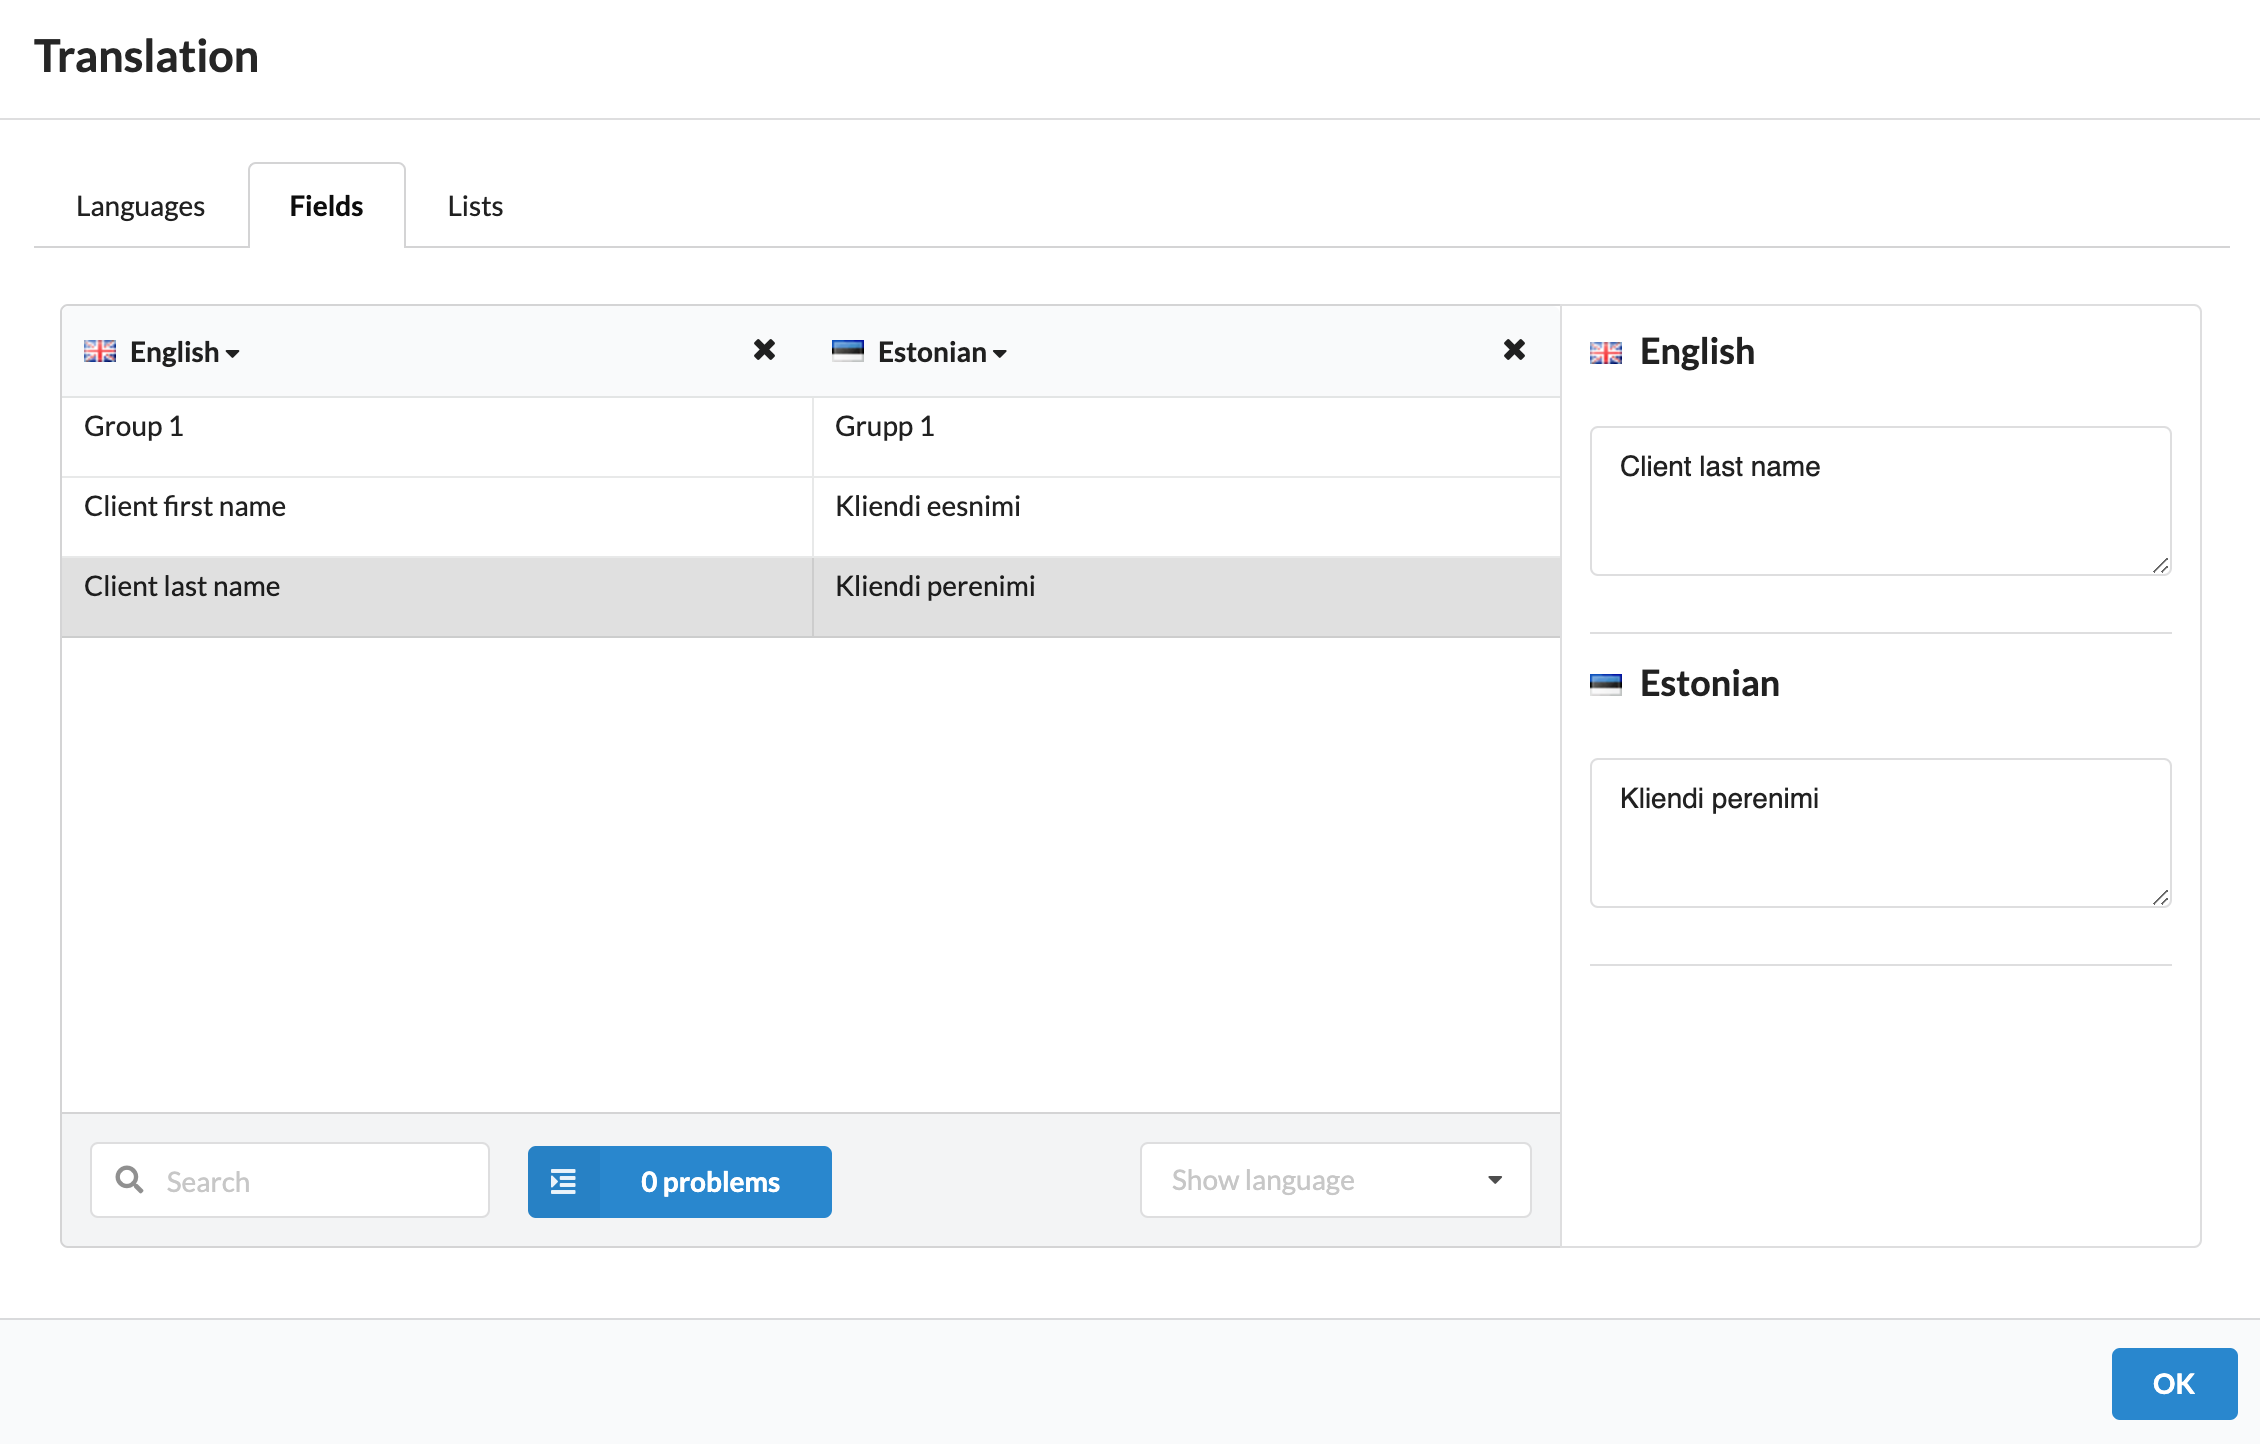 Translation
Languages Fields Lists
English Estonian
Group 1 Grupp 1
Client first name Kliendi eesnimi
Client last name Kliendi perenimi
Search 0 problems Show language
English
Client last name
Estonian
Kliendi perenimi
OK